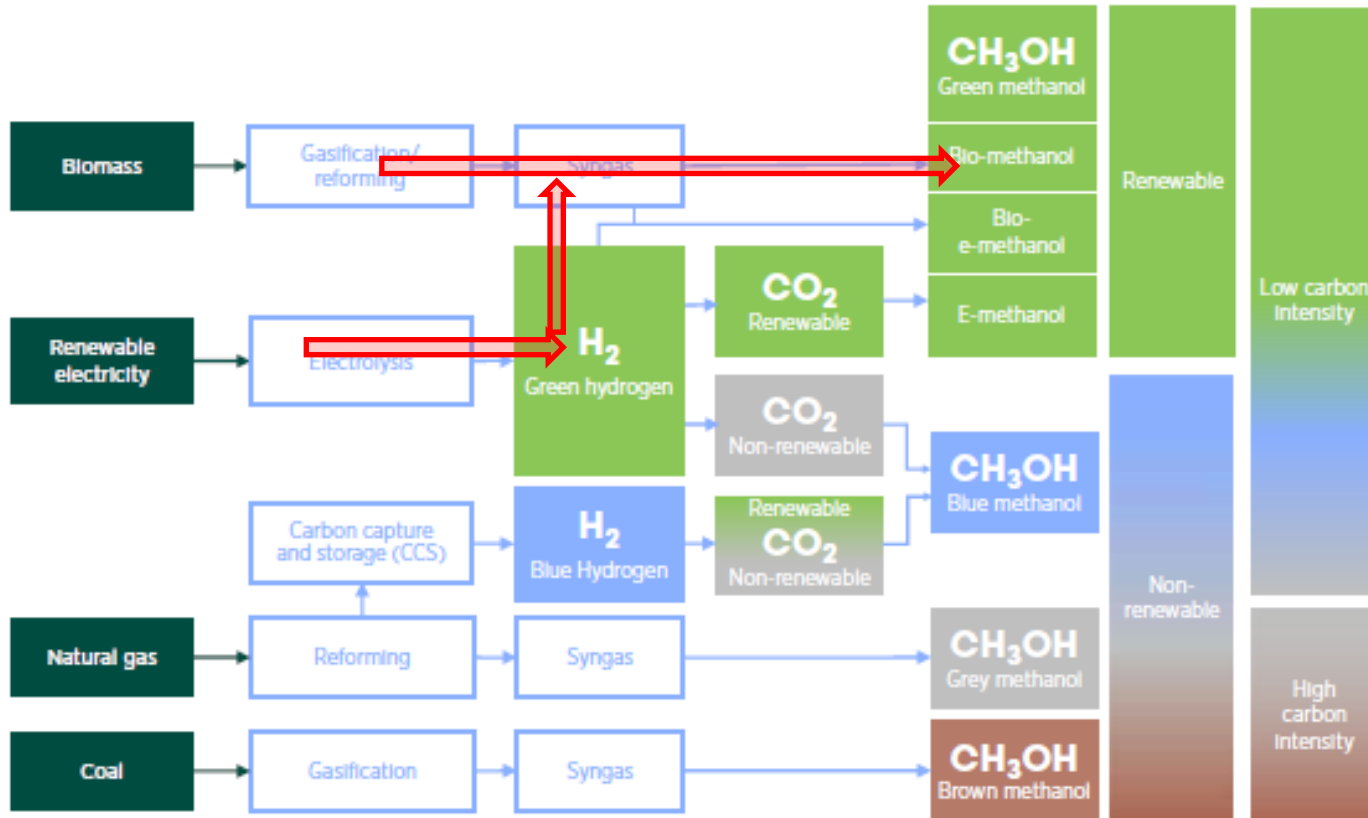 CH₃OH
Green methanol
Biomass
Gasification/
reforming
Syngas
Bio-methanol
Renewable
Bio-
e-methanol
Low carbon
intensity
Renewable
electricity
Electrolysis
H₂
Green hydrogen
CO₂
Renewable
E-methanol
CO₂
Non-renewable
CH₃OH
Blue methanol
Carbon capture
and storage (CCS)
H₂
Blue Hydrogen
Renewable
CO₂
Non-renewable
Non-
renewable
Natural gas
Reforming
Syngas
CH₃OH
Grey methanol
High
carbon
intensity
Coal
Gasification
Syngas
CH₃OH
Brown methanol